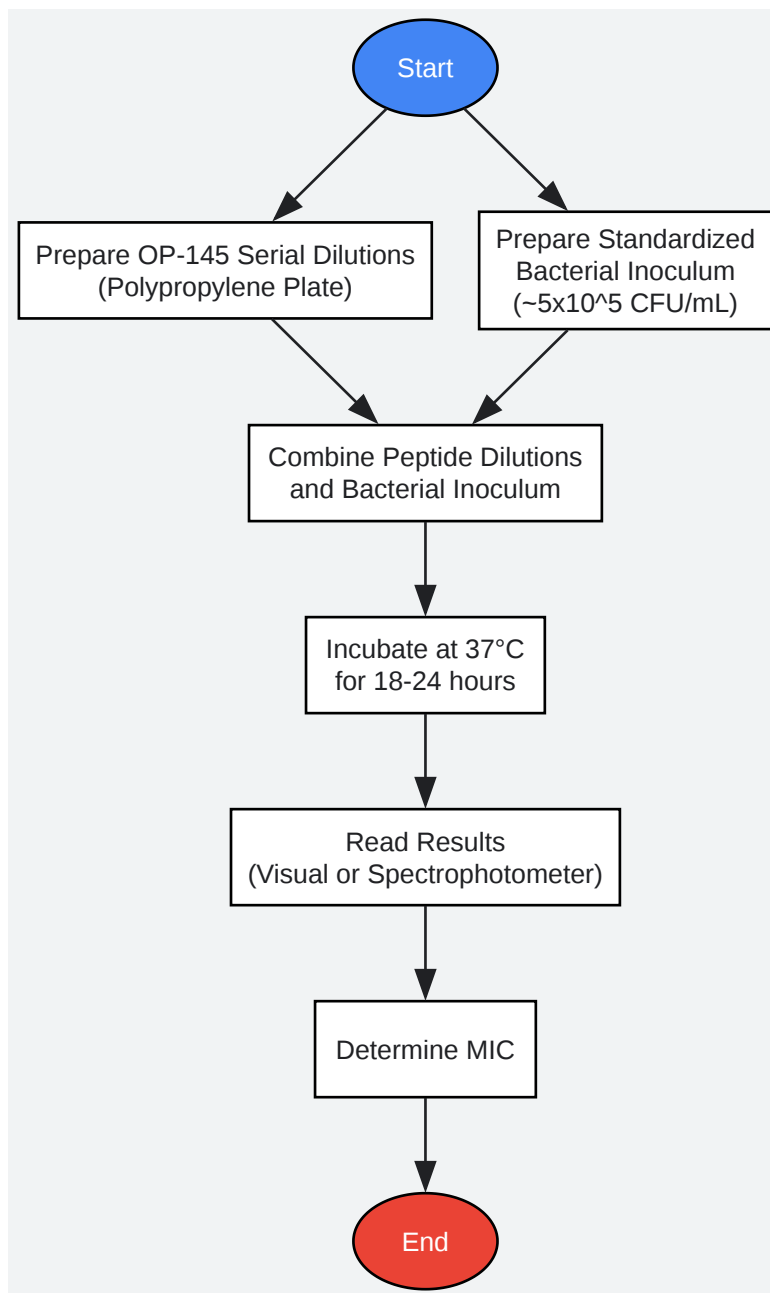 Start
Prepare OP-145 Serial Dilutions
(Polypropylene Plate)
Prepare Standardized
Bacterial Inoculum
(~5x10^5 CFU/mL)
Combine Peptide Dilutions
and Bacterial Inoculum
Incubate at 37°C
for 18-24 hours
Read Results
(Visual or Spectrophotometer)
Determine MIC
End